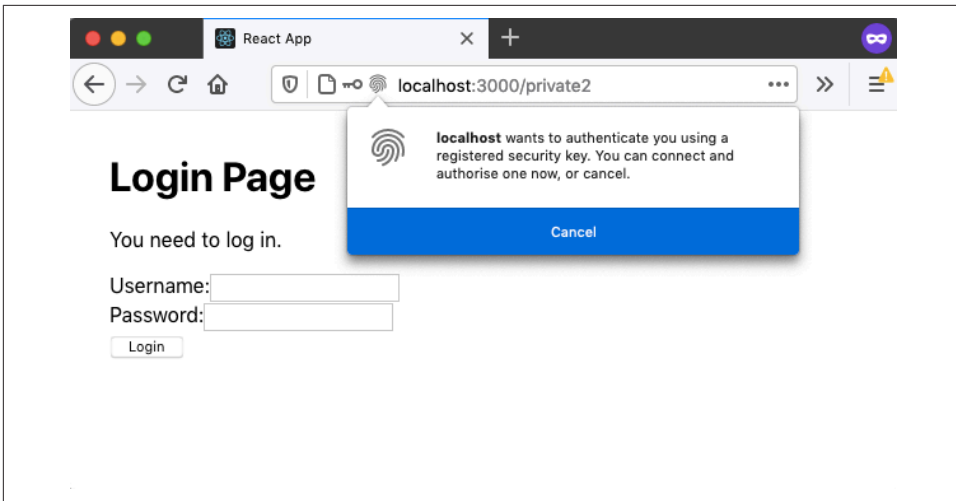 React App
localhost:3000/private2
localhost wants to authenticate you using a
registered security key. You can connect and
authorise one now, or cancel.
Cancel
Login Page
You need to log in.
Username:
Password:
Login